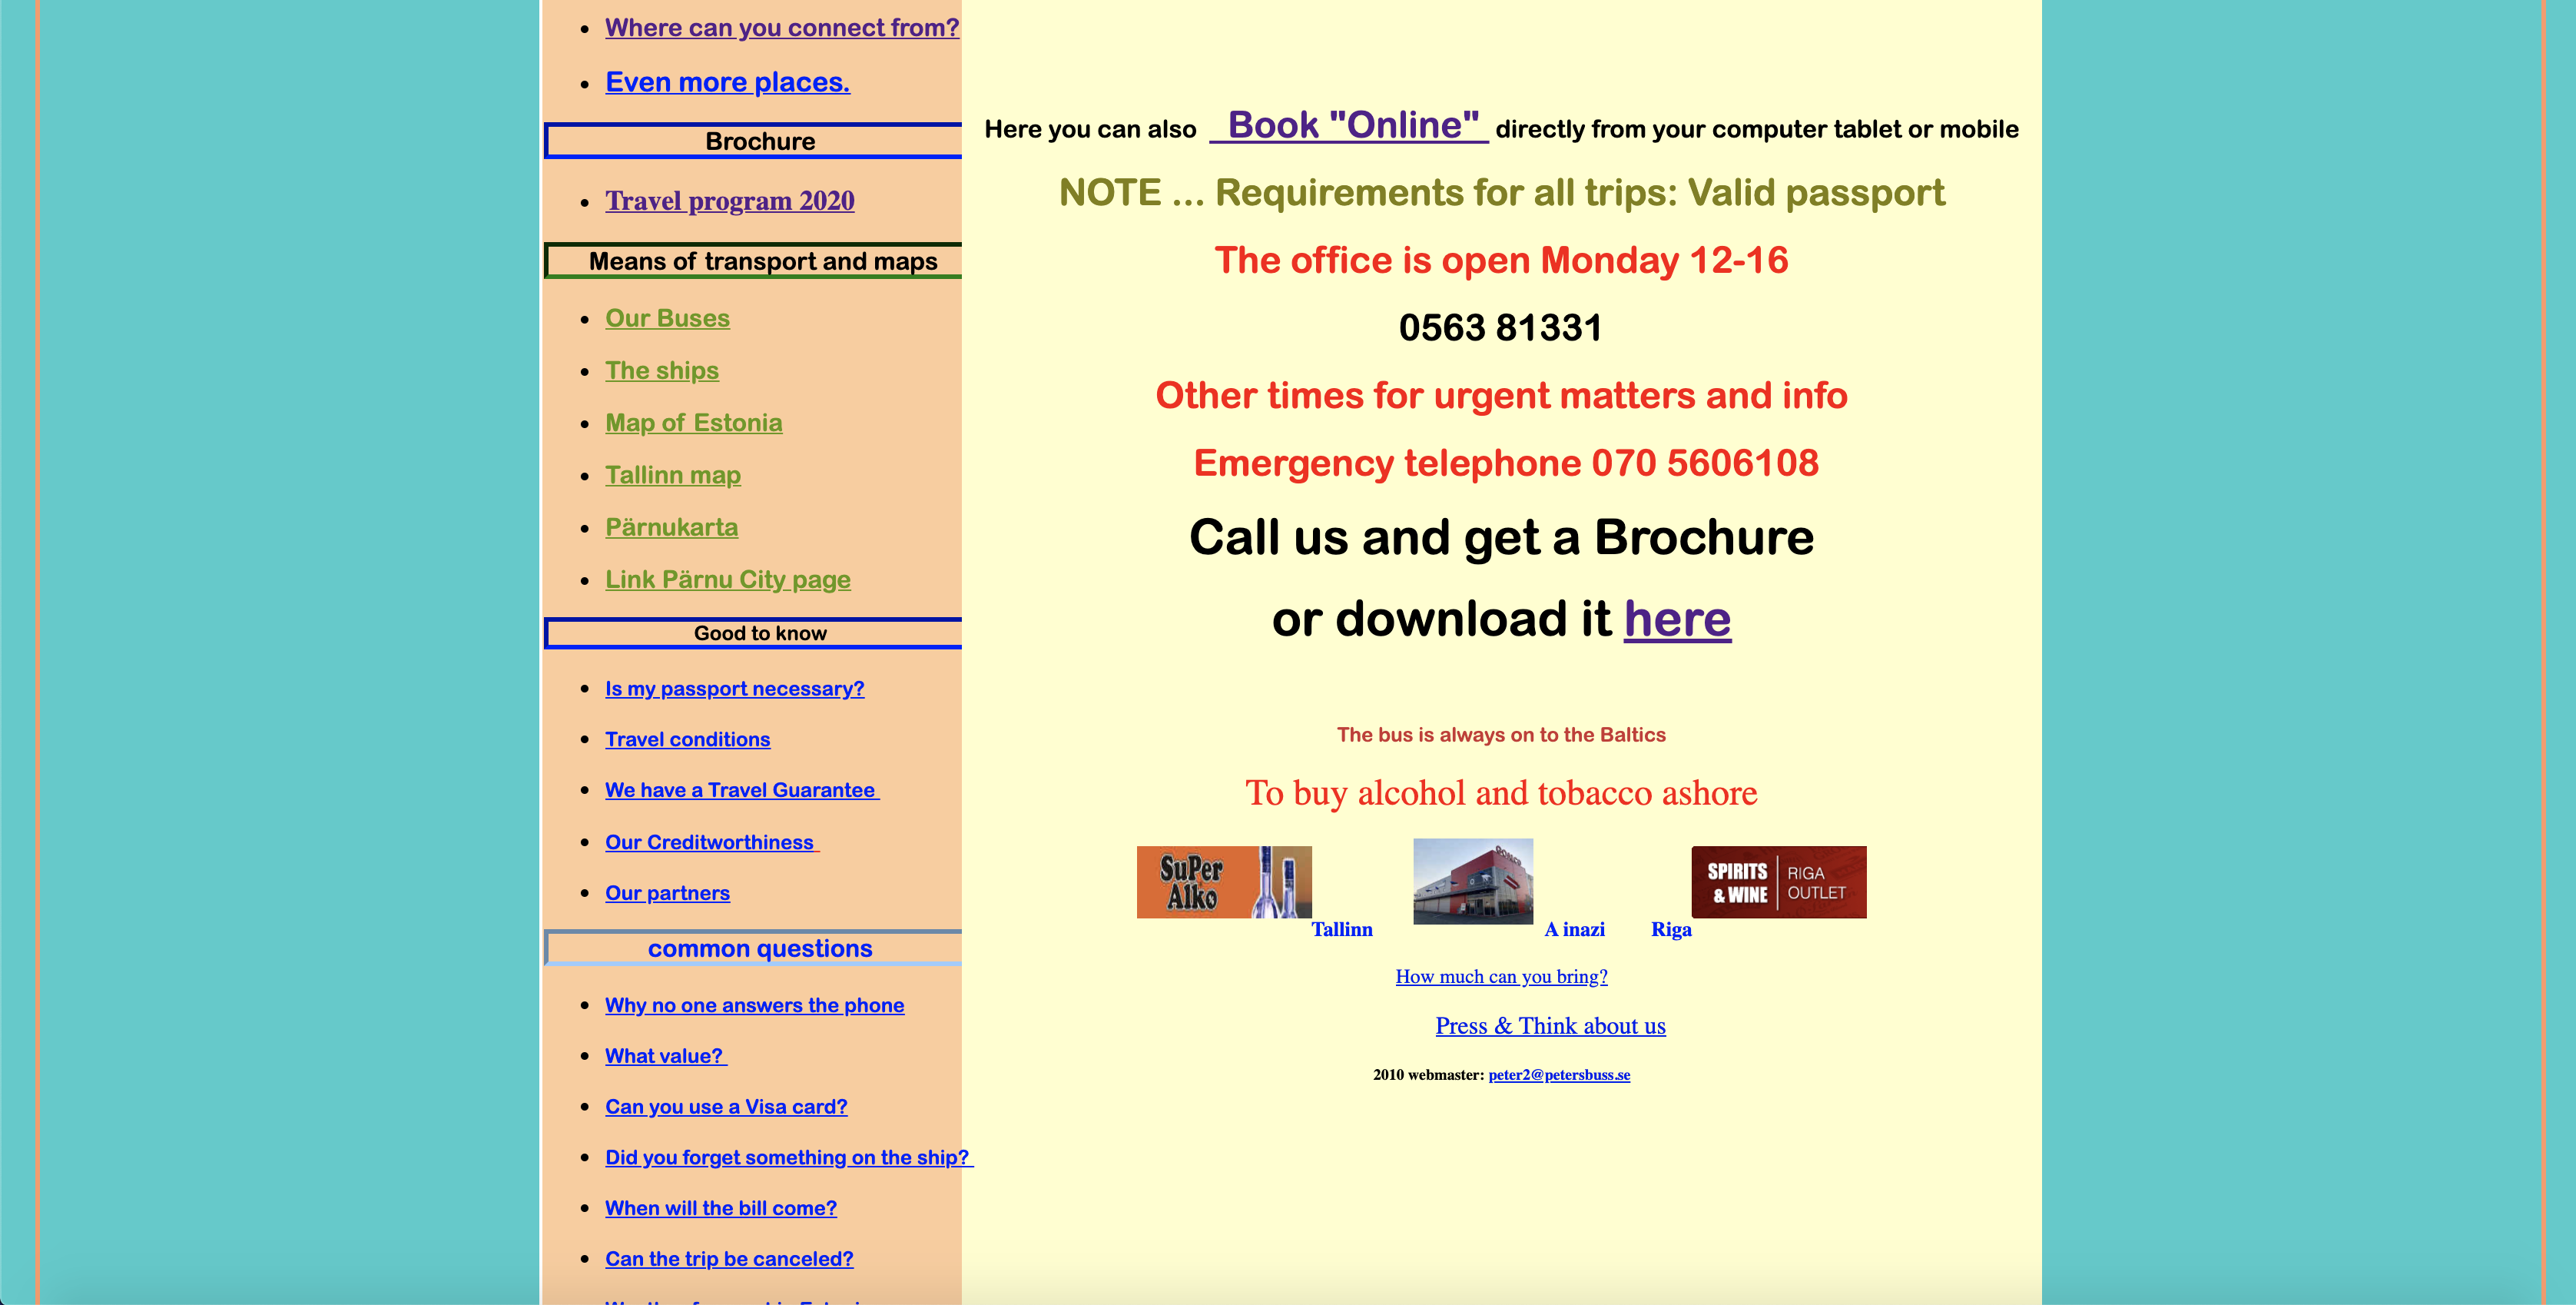 Where can you connect from?
Even more places.
Brochure
Travel program 2020
Means of transport and maps
Our Buses
The ships
Map of Estonia
Tallinn map
Pärnukarta
Link Pärnu City page
Good to know
Is my passport necessary?
Travel conditions
We have a Travel Guarantee
Our Creditworthiness
Our partners
common questions
Why no one answers the phone
What value?
Can you use a Visa card?
Did you forget something on the ship?
When will the bill come?
Can the trip be canceled?
Here you can also Book "Online" directly from your computer tablet or mobile
NOTE ... Requirements for all trips: Valid passport
The office is open Monday 12-16
0563 81331
Other times for urgent matters and info
Emergency telephone 070 5606108
Call us and get a Brochure
or download it here
The bus is always on to the Baltics
To buy alcohol and tobacco ashore
SuPer
Alko
SPIRITS & WINE
RIGA OUTLET
Tallinn A inazi Riga
How much can you bring?
Press & Think about us
2010 webmaster: peter2@petersbuss.se